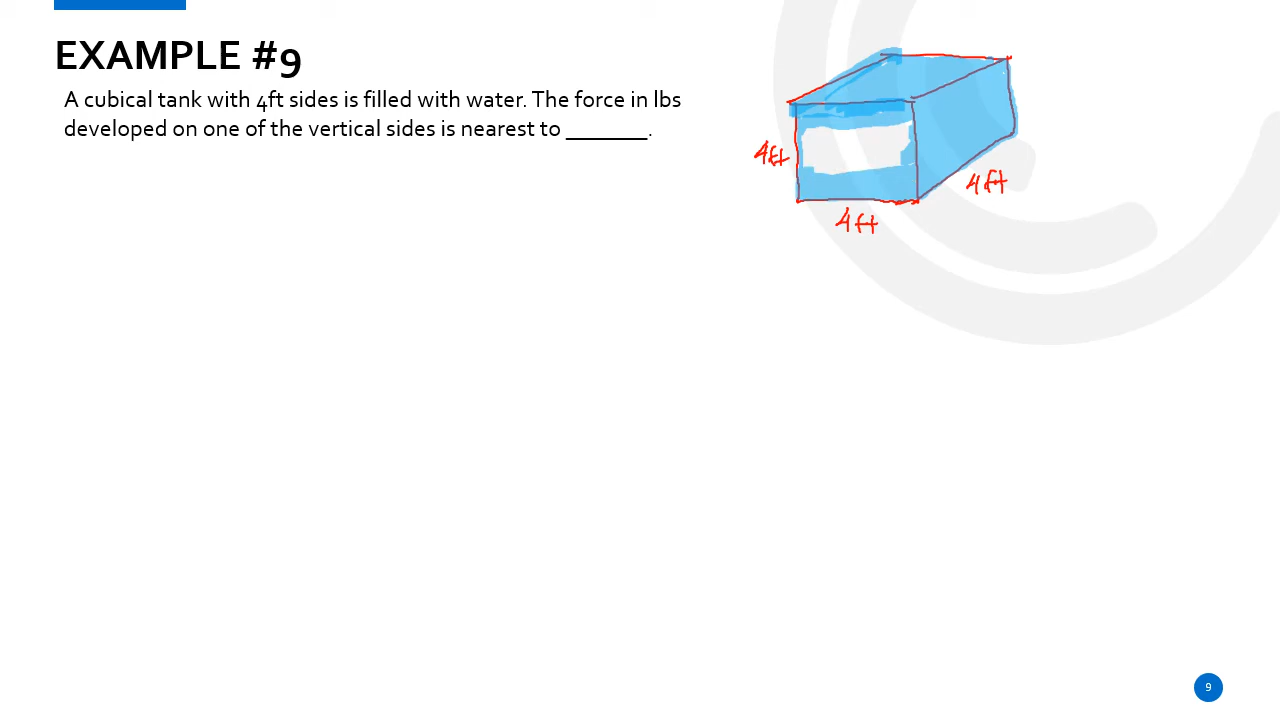 EXAMPLE #9
A cubical tank with 4ft sides is filled with water. The force in lbs
developed on one of the vertical sides is nearest to ________.
4ft
4ft
4ft
9